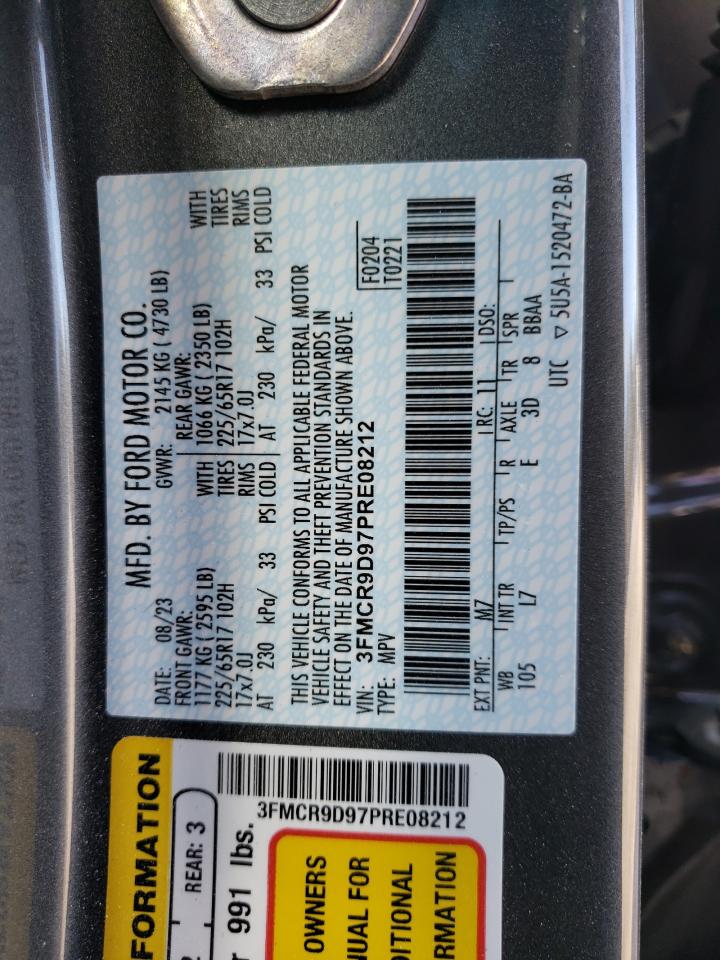 MFD. BY FORD MOTOR CO.
DATE: 08/23 GVWR: 2145 KG ( 4730 LB)
FRONT GAWR: REAR GAWR:
1177 KG ( 2595 LB) WITH 1066 KG ( 2350 LB) WITH
225/65R17 102H TIRES 225/65R17 102H TIRES
17x7.0J RIMS 17x7.0J RIMS
AT 230 kPa/ 33 PSI COLD AT 230 kPa/ 33 PSI COLD
THIS VEHICLE CONFORMS TO ALL APPLICABLE FEDERAL MOTOR
VEHICLE SAFETY AND THEFT PREVENTION STANDARDS IN
EFFECT ON THE DATE OF MANUFACTURE SHOWN ABOVE.
VIN: 3FMCR9D97PRE08212 F0204
TYPE: MPV T0221
EXT PNT: M7 RC: 11 DSO:
WB INT TR TP/PS R AXLE TR SPR
105 L7 E 3D 8 BBAA
UTC ▽ 5U5A-1520472-BA
FORMATION
REAR: 3
991 lbs.
3FMCR9D97PRE08212
OWNERS
UAL FOR
ITIONAL
RMATION